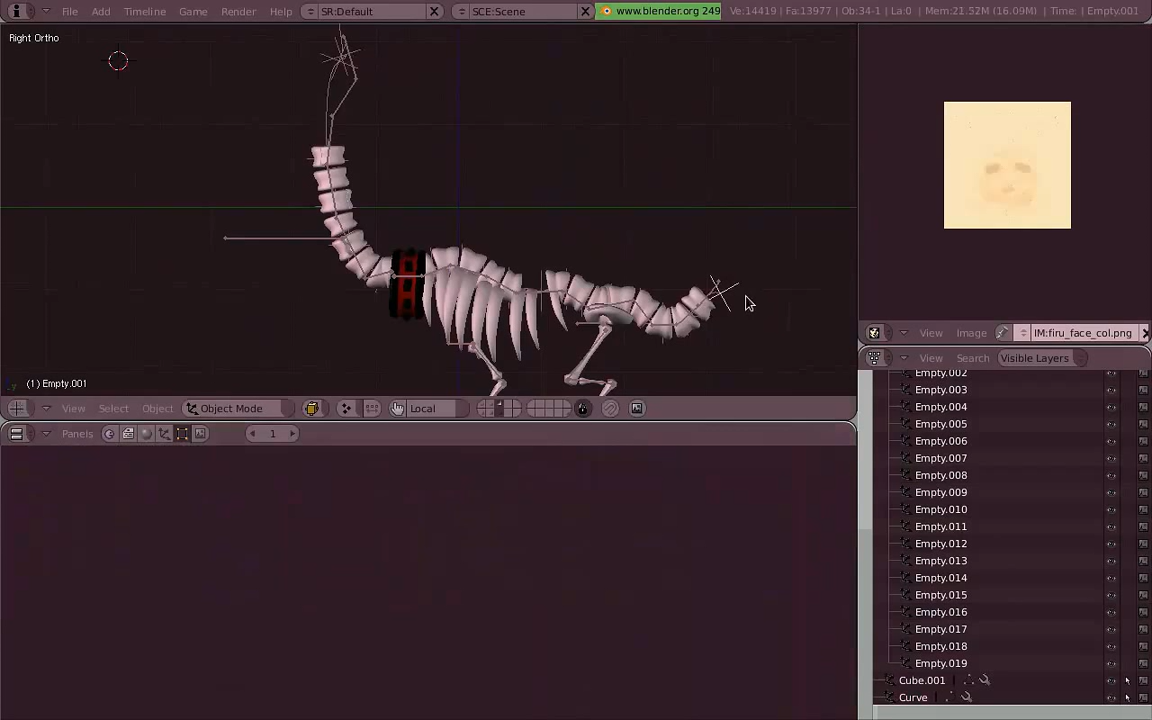 File Add Timeline Game Render Help SR:Default SCE:Scene www.blender.org 249 Ve:14419 | Fa:13977 | Ob:34-1 | La:0 | Mem:21.52M (16.09M) | Time: | Empty.001
Right Ortho
(1) Empty.001
View Select Object Object Mode Local
Panels 1
View Image IM:firu_face_col.png
View Search Visible Layers
Empty.002
Empty.003
Empty.004
Empty.005
Empty.006
Empty.007
Empty.008
Empty.009
Empty.010
Empty.011
Empty.012
Empty.013
Empty.014
Empty.015
Empty.016
Empty.017
Empty.018
Empty.019
Cube.001
Curve